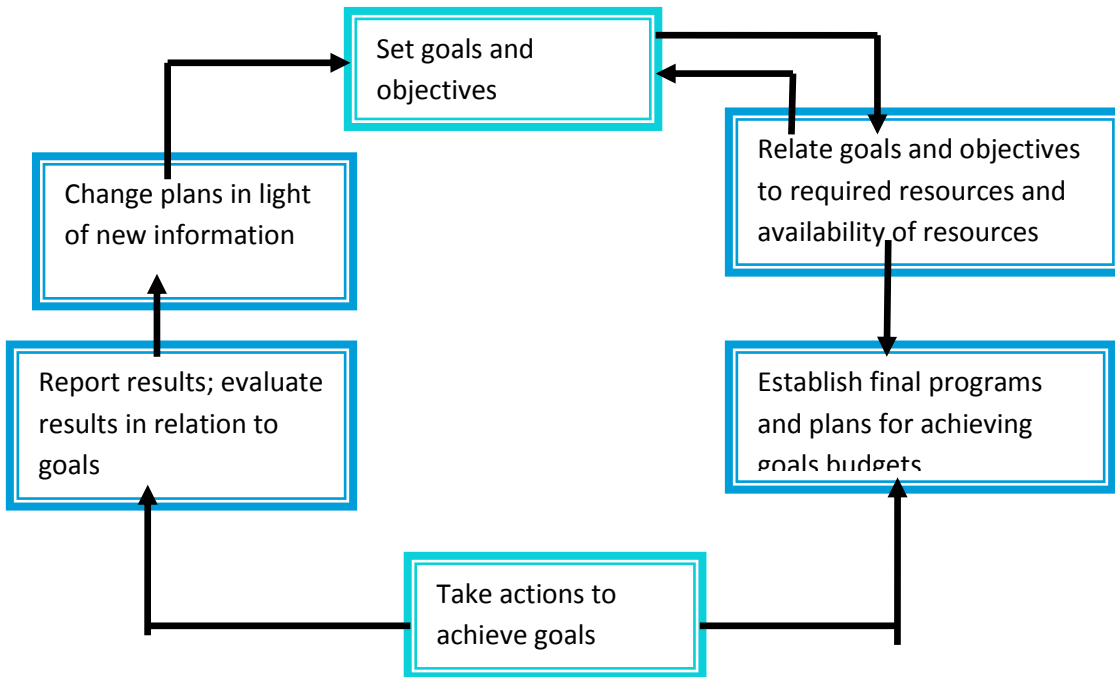 Set goals and
objectives
Relate goals and objectives
to required resources and
availability of resources
Change plans in light
of new information
Report results; evaluate
results in relation to
goals
Establish final programs
and plans for achieving
goals budgets
Take actions to
achieve goals